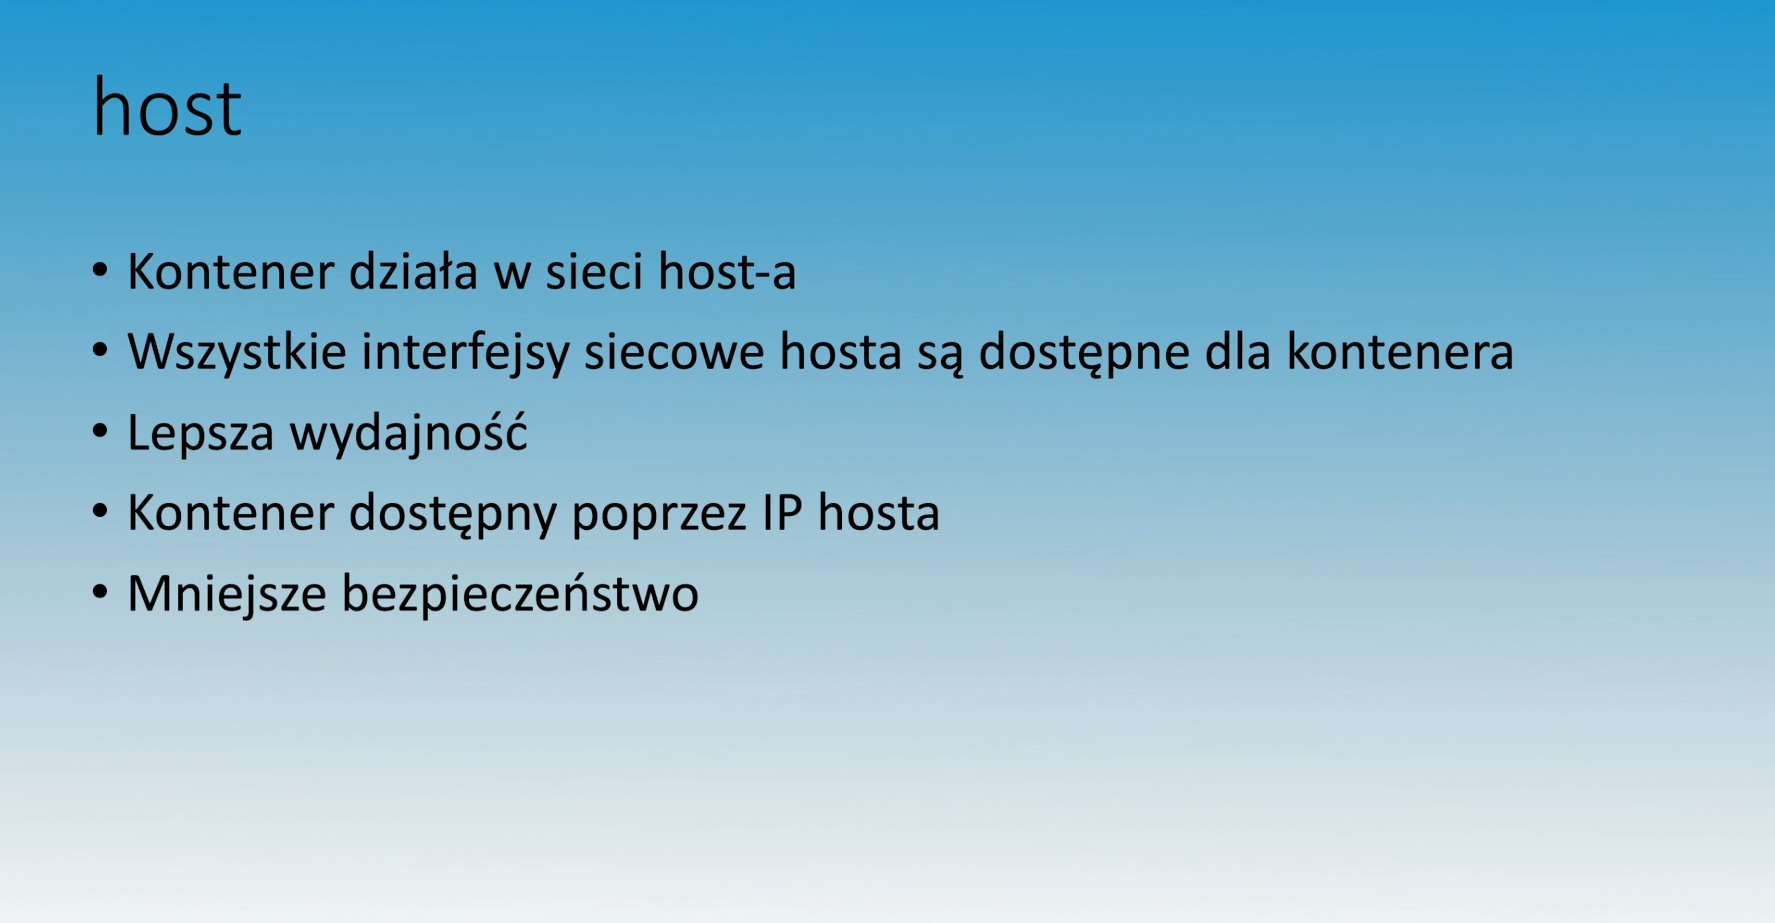 host
• Kontener działa w sieci host-a
• Wszystkie interfejsy siecowe hosta są dostępne dla kontenera
• Lepsza wydajność
• Kontener dostępny poprzez IP hosta
• Mniejsze bezpieczeństwo